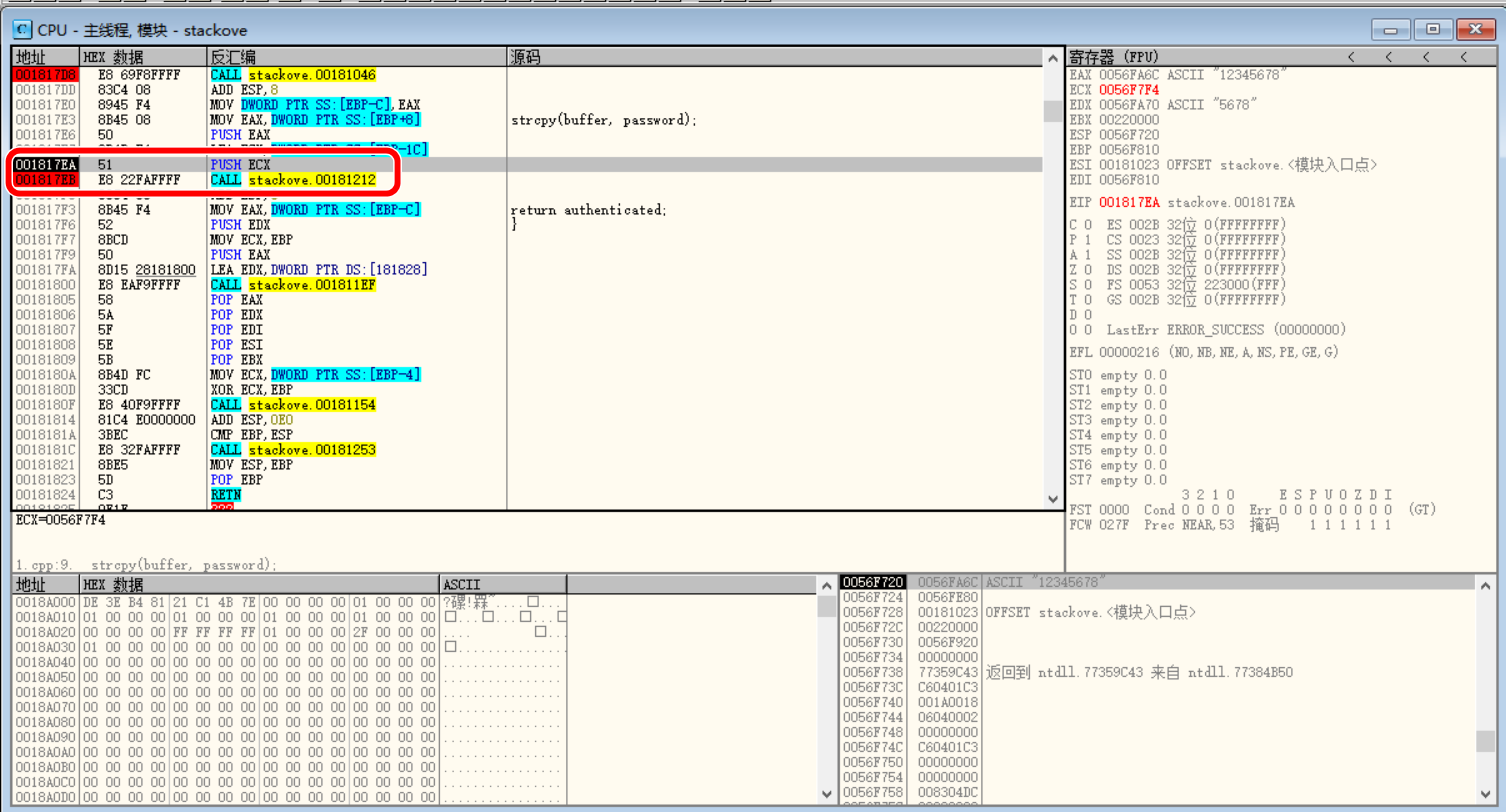 CPU - 主线程, 模块 - stackove
地址 HEX 数据 反汇编 源码
001817D8 E8 69F8FFFF CALL stackove.00181046
001817DD 83C4 08 ADD ESP,8
001817E0 8945 F4 MOV DWORD PTR SS:[EBP-C],EAX
001817E3 8B45 08 MOV EAX,DWORD PTR SS:[EBP+8] strcpy(buffer, password);
001817E6 50 PUSH EAX
-1C]
001817EA 51 PUSH ECX
001817EB E8 22FAFFFF CALL stackove.00181212
001817F3 8B45 F4 MOV EAX,DWORD PTR SS:[EBP-C] return authenticated;
001817F6 52 PUSH EDX }
001817F7 8BCD MOV ECX,EBP
001817F9 50 PUSH EAX
001817FA 8D15 28181800 LEA EDX,DWORD PTR DS:[181828]
00181800 E8 EAF9FFFF CALL stackove.001811EF
00181805 58 POP EAX
00181806 5A POP EDX
00181807 5F POP EDI
00181808 5E POP ESI
00181809 5B POP EBX
0018180A 8B4D FC MOV ECX,DWORD PTR SS:[EBP-4]
0018180D 33CD XOR ECX,EBP
0018180F E8 40F9FFFF CALL stackove.00181154
00181814 81C4 E0000000 ADD ESP,0E0
0018181A 3BEC CMP EBP,ESP
0018181C E8 32FAFFFF CALL stackove.00181253
00181821 8BE5 MOV ESP,EBP
00181823 5D POP EBP
00181824 C3 RETN
ECX=0056F7F4
1.cpp:9. strcpy(buffer, password);
寄存器 (FPU) < < < <
EAX 0056FA6C ASCII "12345678"
ECX 0056F7F4
EDX 0056FA70 ASCII "5678"
EBX 00220000
ESP 0056F720
EBP 0056F810
ESI 00181023 OFFSET stackove.<模块入口点>
EDI 0056F810
EIP 001817EA stackove.001817EA
C 0 ES 002B 32位 0(FFFFFFFF)
P 1 CS 0023 32位 0(FFFFFFFF)
A 1 SS 002B 32位 0(FFFFFFFF)
Z 0 DS 002B 32位 0(FFFFFFFF)
S 0 FS 0053 32位 223000(FFF)
T 0 GS 002B 32位 0(FFFFFFFF)
D 0
O 0 LastErr ERROR_SUCCESS (00000000)
EFL 00000216 (NO,NB,NE,A,NS,PE,GE,G)
ST0 empty 0.0
ST1 empty 0.0
ST2 empty 0.0
ST3 empty 0.0
ST4 empty 0.0
ST5 empty 0.0
ST6 empty 0.0
ST7 empty 0.0
3 2 1 0 E S P U O Z D I
FST 0000 Cond 0 0 0 0 Err 0 0 0 0 0 0 0 0 (GT)
FCW 027F Prec NEAR,53 掩码 1 1 1 1 1 1
地址 HEX 数据 ASCII
0018A000 DE 3E B4 81 21 C1 4B 7E 00 00 00 00 01 00 00 00
0018A010 01 00 00 00 01 00 00 00 01 00 00 00 01 00 00 00
0018A020 00 00 00 00 FF FF FF FF 01 00 00 00 2F 00 00 00
0018A030 01 00 00 00 00 00 00 00 00 00 00 00 00 00 00 00
0018A040 00 00 00 00 00 00 00 00 00 00 00 00 00 00 00 00 ................
0018A050 00 00 00 00 00 00 00 00 00 00 00 00 00 00 00 00 ................
0018A060 00 00 00 00 00 00 00 00 00 00 00 00 00 00 00 00 ................
0018A070 00 00 00 00 00 00 00 00 00 00 00 00 00 00 00 00 ................
0018A080 00 00 00 00 00 00 00 00 00 00 00 00 00 00 00 00 ................
0018A090 00 00 00 00 00 00 00 00 00 00 00 00 00 00 00 00 ................
0018A0A0 00 00 00 00 00 00 00 00 00 00 00 00 00 00 00 00 ................
0018A0B0 00 00 00 00 00 00 00 00 00 00 00 00 00 00 00 00 ................
0018A0C0 00 00 00 00 00 00 00 00 00 00 00 00 00 00 00 00 ................
0018A0D0 00 00 00 00 00 00 00 00 00 00 00 00 00 00 00 00 ................
0056F720 0056FA6C ASCII "12345678"
0056F724 0056FE80
0056F728 00181023 OFFSET stackove.<模块入口点>
0056F72C 00220000
0056F730 0056F920
0056F734 00000000
0056F738 77359C43 返回到 ntdll.77359C43 来自 ntdll.77384B50
0056F73C C60401C3
0056F740 001A0018
0056F744 06040002
0056F748 00000000
0056F74C C60401C3
0056F750 00000000
0056F754 00000000
0056F758 008304DC